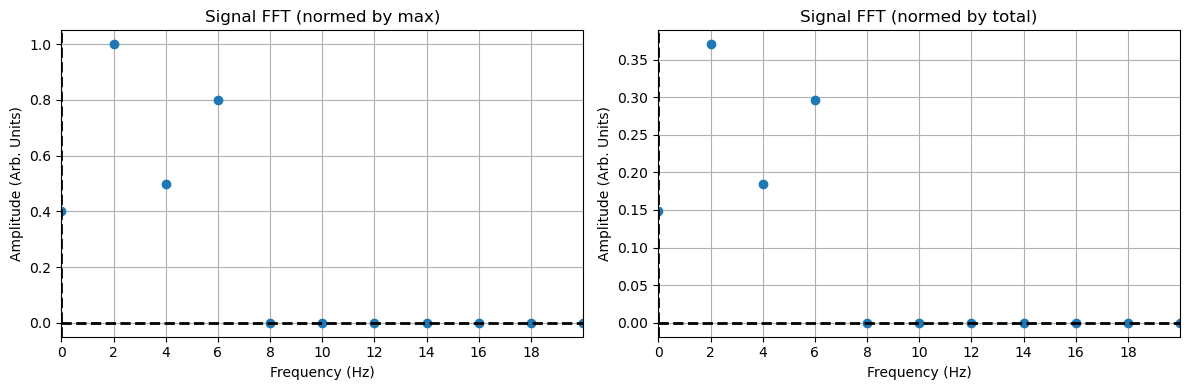 Signal FFT (normed by max)
Amplitude (Arb. Units)
1.0
0.8
0.6
0.4
0.2
0.0
0 2 4 6 8 10 12 14 16 18
Frequency (Hz)
Signal FFT (normed by total)
Amplitude (Arb. Units)
0.35
0.30
0.25
0.20
0.15
0.10
0.05
0.00
0 2 4 6 8 10 12 14 16 18
Frequency (Hz)